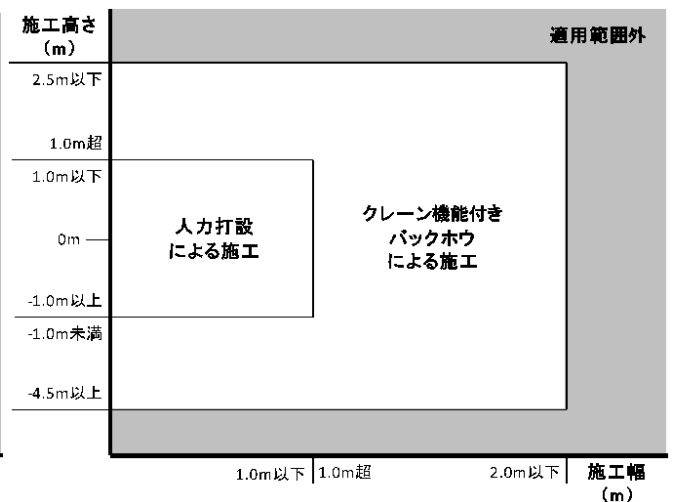 施工高さ
(m)
適用範囲外
2.5m以下
1.0m超
1.0m以下
人力打設
による施工
クレーン機能付き
バックホウ
による施工
0m
-1.0m以上
-1.0m未満
-4.5m以上
1.0m以下
1.0m超
2.0m以下
施工幅
(m)